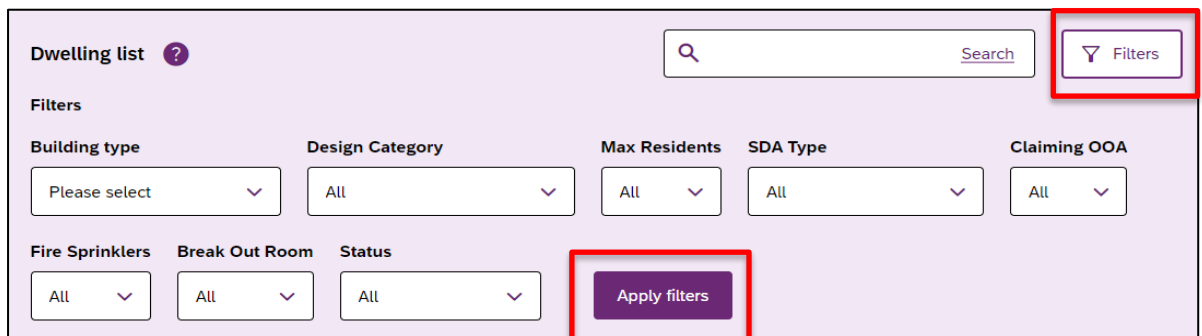 Dwelling list ? Search Filters
Filters
Building type Design Category Max Residents SDA Type Claiming OOA
Please select All All All All
Fire Sprinklers Break Out Room Status
All All All Apply filters